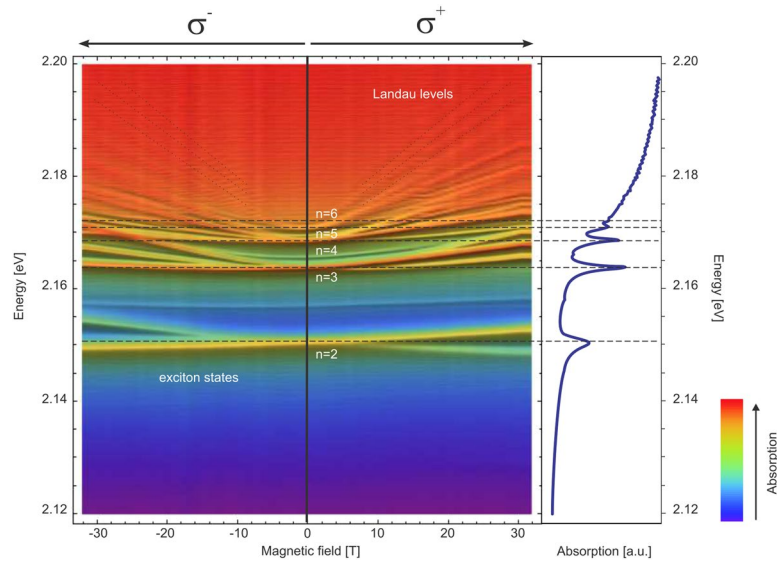 σ⁻ σ⁺
2.20 2.20
Landau levels
2.18 2.18
n=6
n=5
n=4
n=3
Energy [eV] Energy [eV]
2.16 2.16
n=2
exciton states
2.14 2.14
Absorption
2.12 2.12
-30 -20 -10 0 10 20 30
Magnetic field [T] Absorption [a.u.]